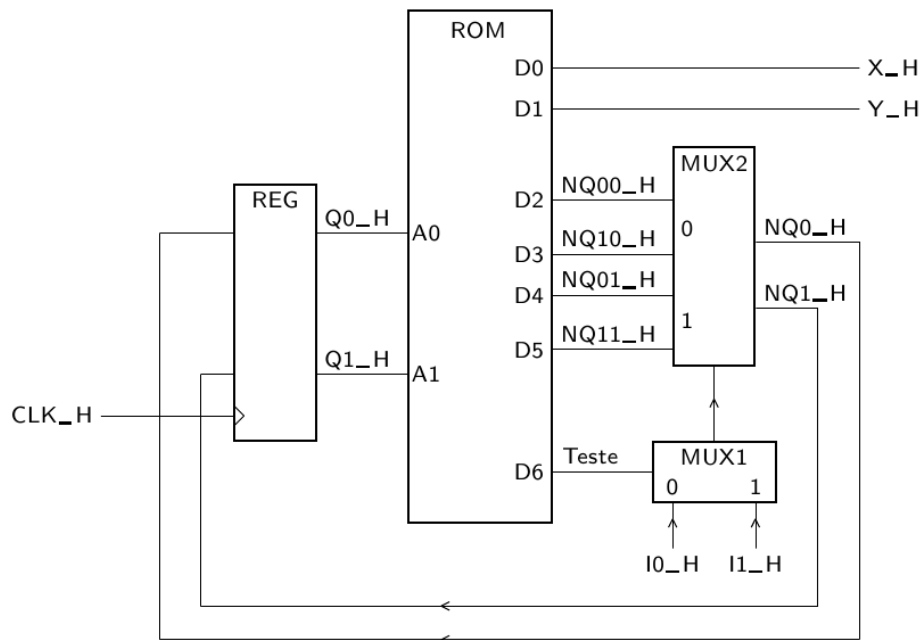 ROM
D0
X_H
D1
Y_H
MUX2
REG
D2
NQ00_H
Q0_H
A0
0
NQ0_H
D3
NQ10_H
D4
NQ01_H
NQ1_H
1
D5
NQ11_H
Q1_H
A1
CLK_H
D6
Teste
MUX1
0
1
I0_H
I1_H